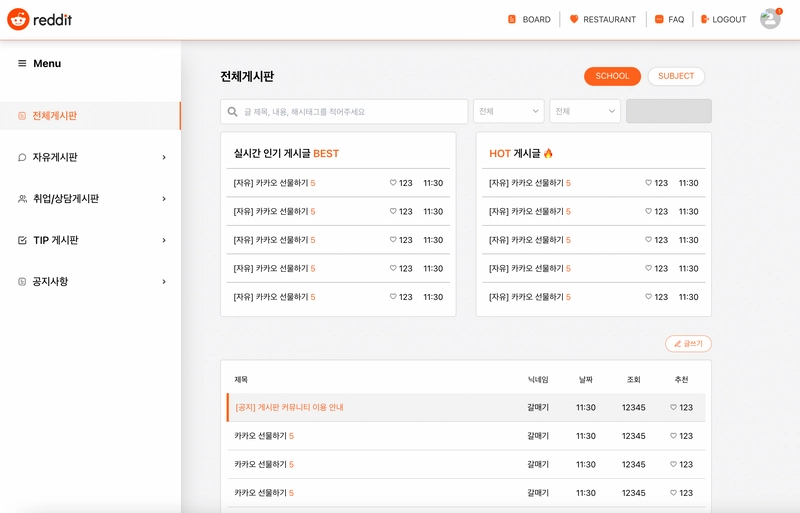 reddit
BOARD
RESTAURANT
FAQ
LOGOUT
Menu
전체게시판
자유게시판
취업/상담게시판
TIP 게시판
공지사항
전체게시판
SCHOOL
SUBJECT
글 제목, 내용, 해시태그를 적어주세요
전체
전체
실시간 인기 게시글 BEST
[자유] 카카오 선물하기 5 123 11:30
[자유] 카카오 선물하기 5 123 11:30
[자유] 카카오 선물하기 5 123 11:30
[자유] 카카오 선물하기 5 123 11:30
[자유] 카카오 선물하기 5 123 11:30
HOT 게시글
[자유] 카카오 선물하기 5 123 11:30
[자유] 카카오 선물하기 5 123 11:30
[자유] 카카오 선물하기 5 123 11:30
[자유] 카카오 선물하기 5 123 11:30
[자유] 카카오 선물하기 5 123 11:30
글쓰기
제목 닉네임 날짜 조회 추천
[공지] 게시판 커뮤니티 이용 안내 갈매기 11:30 12345 123
카카오 선물하기 5 갈매기 11:30 12345 123
카카오 선물하기 5 갈매기 11:30 12345 123
카카오 선물하기 5 갈매기 11:30 12345 123